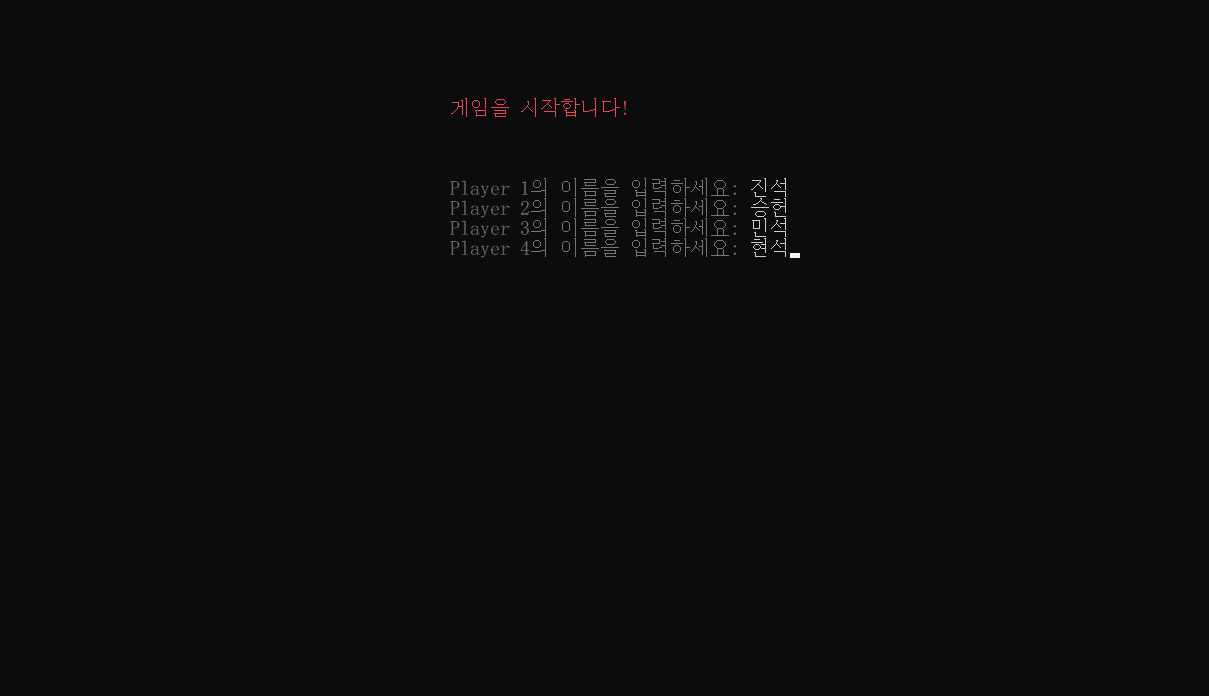 게임을 시작합니다!
Player 1의 이름을 입력하세요: 진석
Player 2의 이름을 입력하세요: 증헌
Player 3의 이름을 입력하세요: 민석
Player 4의 이름을 입력하세요: 현석